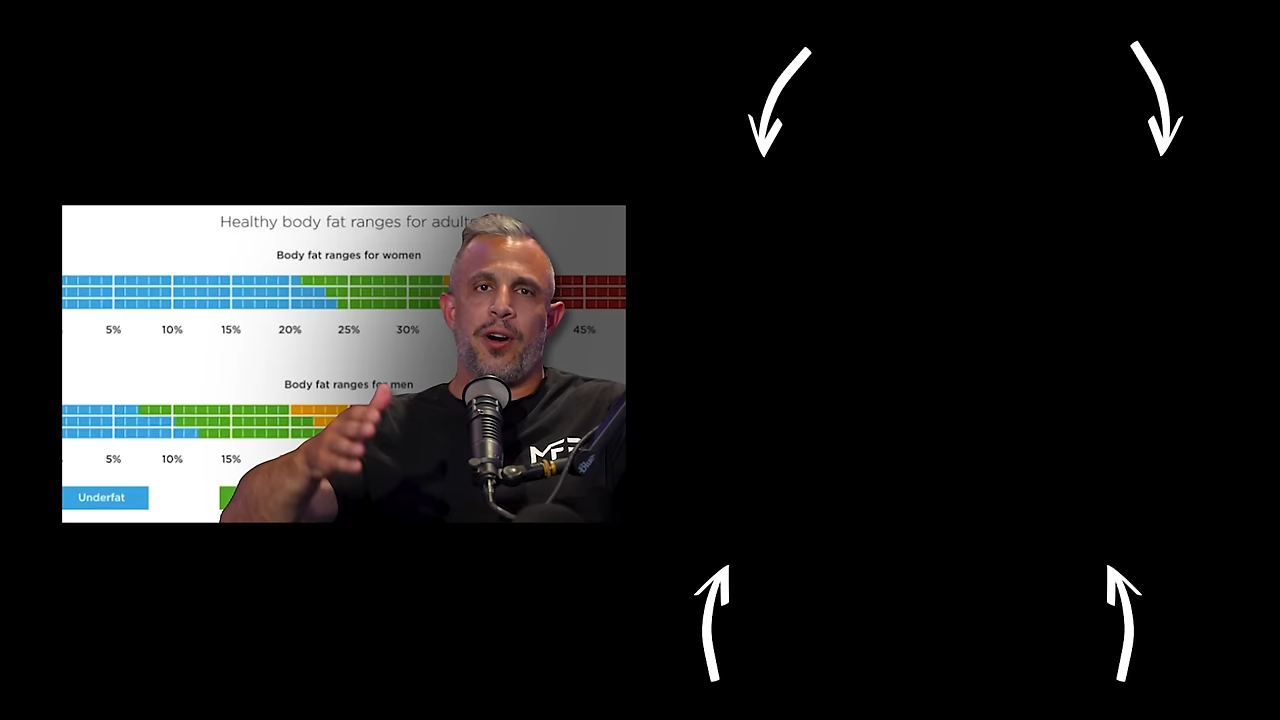 Healthy body fat ranges for adults
Body fat ranges for women
5% 10% 15% 20% 25% 30% 45%
Body fat ranges for men
5% 10% 15%
Underfat